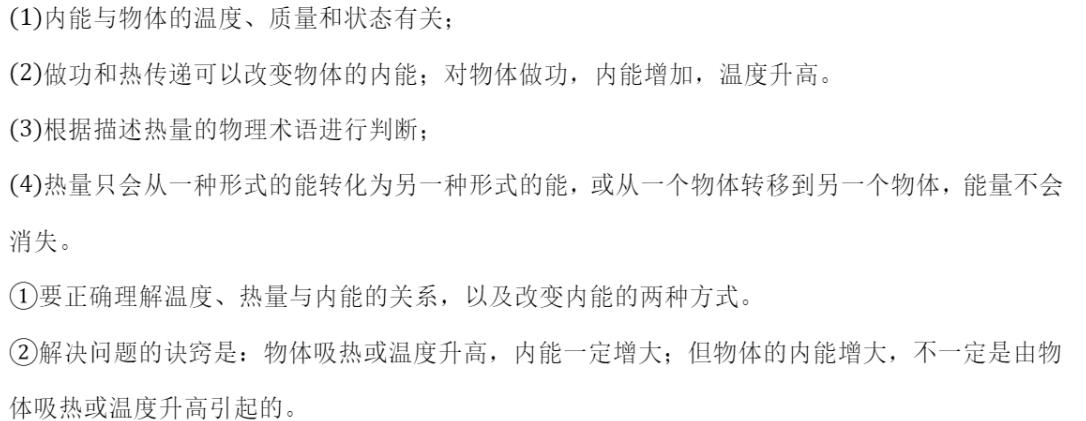 (1)内能与物体的温度、质量和状态有关；
(2)做功和热传递可以改变物体的内能；对物体做功，内能增加，温度升高。
(3)根据描述热量的物理术语进行判断；
(4)热量只会从一种形式的能转化为另一种形式的能，或从一个物体转移到另一个物体，能量不会
消失。
①要正确理解温度、热量与内能的关系，以及改变内能的两种方式。
②解决问题的诀窍是：物体吸热或温度升高，内能一定增大；但物体的内能增大，不一定是由物
体吸热或温度升高引起的。